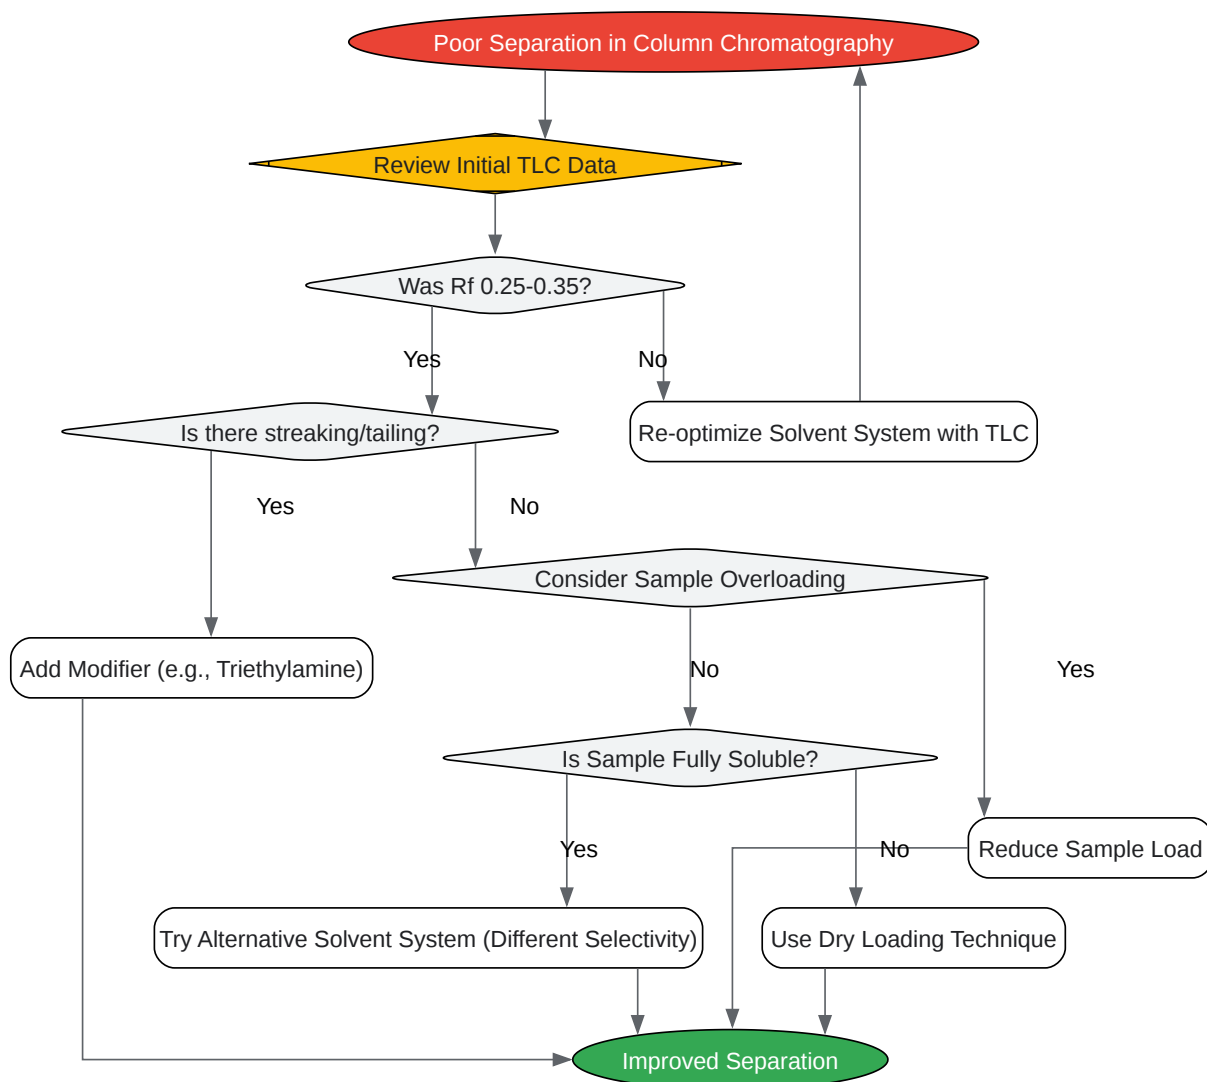 Poor Separation in Column Chromatography
Review Initial TLC Data
Was Rf 0.25-0.35?
Yes
No
Is there streaking/tailing?
Re-optimize Solvent System with TLC
Yes
No
Consider Sample Overloading
Add Modifier (e.g., Triethylamine)
No
Yes
Is Sample Fully Soluble?
Yes
No
Reduce Sample Load
Try Alternative Solvent System (Different Selectivity)
Use Dry Loading Technique
Improved Separation